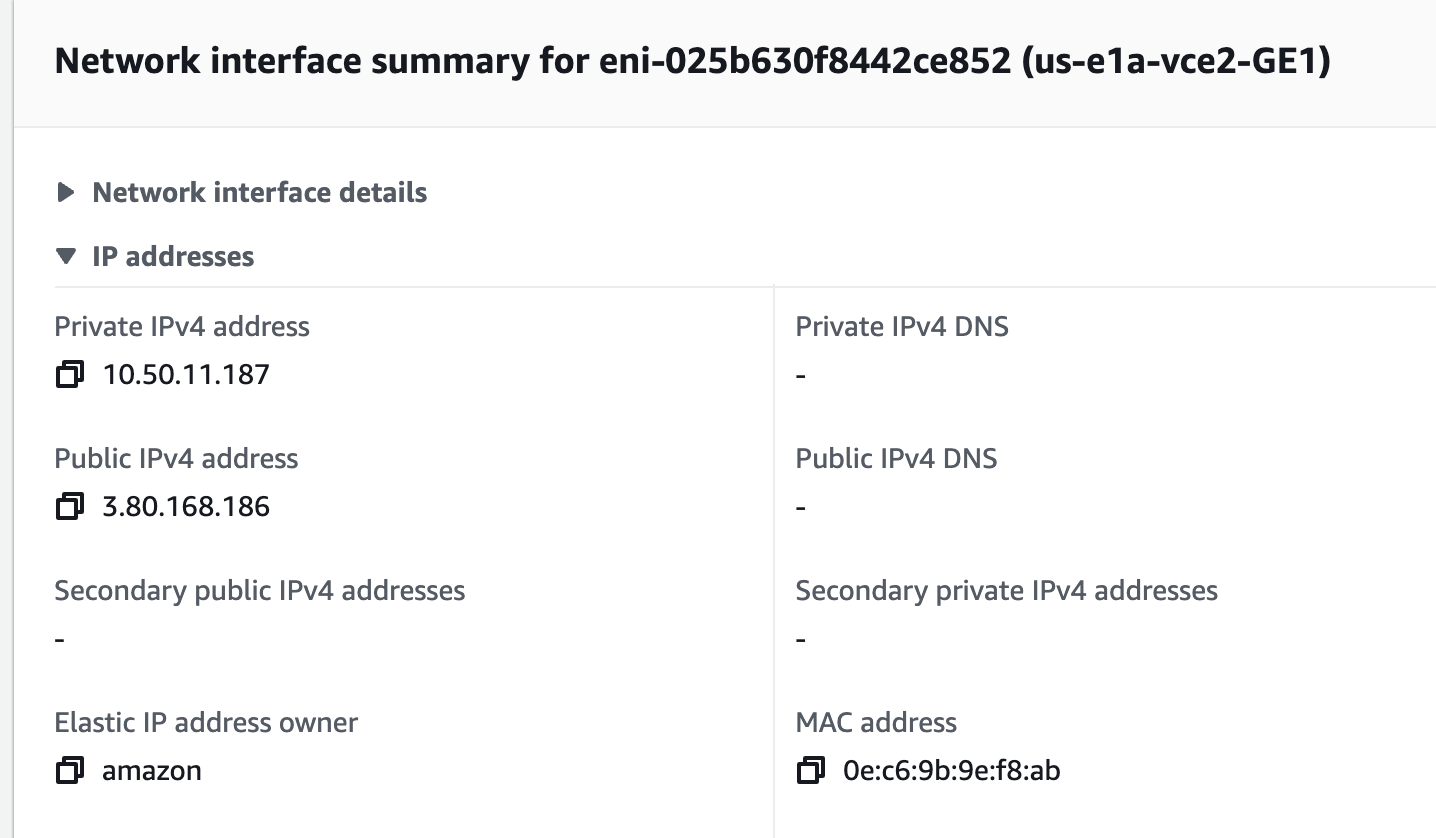 Network interface summary for eni-025b630f8442ce852 (us-e1a-vce2-GE1)
Network interface details
IP addresses
Private IPv4 address
10.50.11.187
Private IPv4 DNS
-
Public IPv4 address
3.80.168.186
Public IPv4 DNS
-
Secondary public IPv4 addresses
-
Secondary private IPv4 addresses
-
Elastic IP address owner
amazon
MAC address
0e:c6:9b:9e:f8:ab